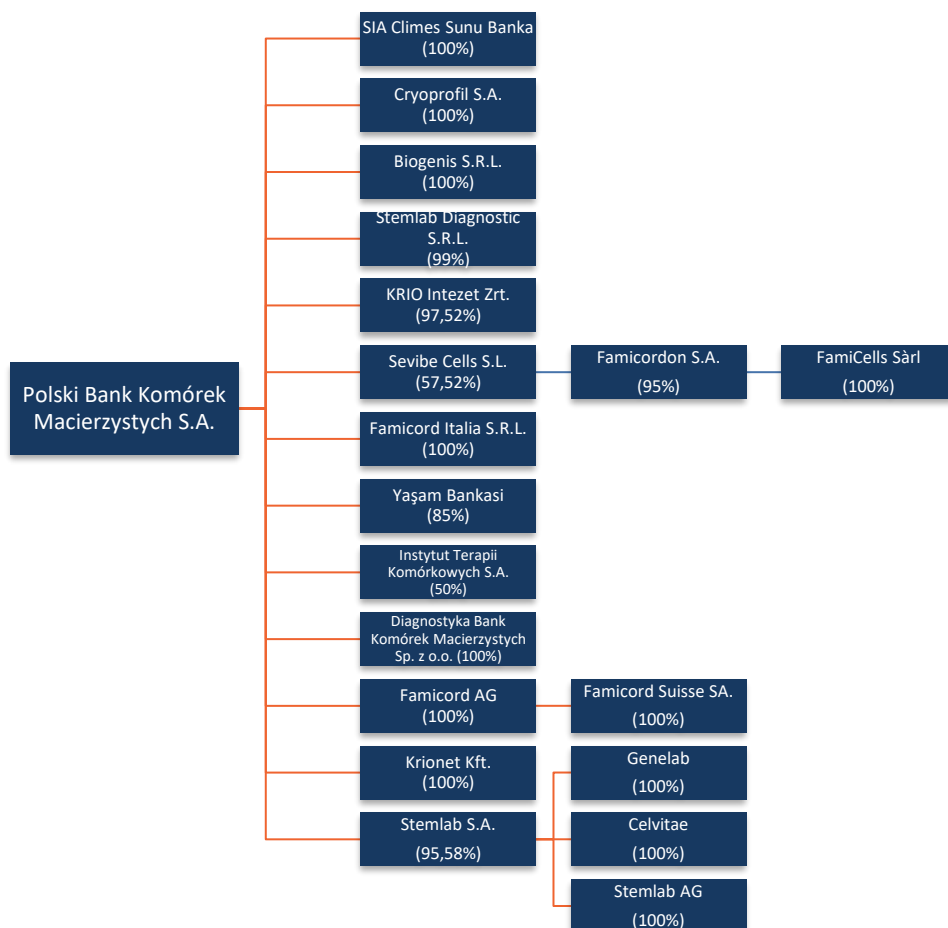 SIA Climes Sunu Banka
(100%)
Cryoprofil S.A.
(100%)
Biogenis S.R.L.
(100%)
Stemlab Diagnostic
S.R.L.
(99%)
KRIO Intezet Zrt.
(97,52%)
Polski Bank Komórek
Macierzystych S.A.
Sevibe Cells S.L.
(57,52%)
Famicordon S.A.
(95%)
FamiCells Sàrl
(100%)
Famicord Italia S.R.L.
(100%)
Yaşam Bankasi
(85%)
Instytut Terapii
Komórkowych S.A.
(50%)
Diagnostyka Bank
Komórek Macierzystych
Sp. z o.o. (100%)
Famicord AG
(100%)
Famicord Suisse SA.
(100%)
Krionet Kft.
(100%)
Genelab
(100%)
Stemlab S.A.
(95,58%)
Celvitae
(100%)
Stemlab AG
(100%)